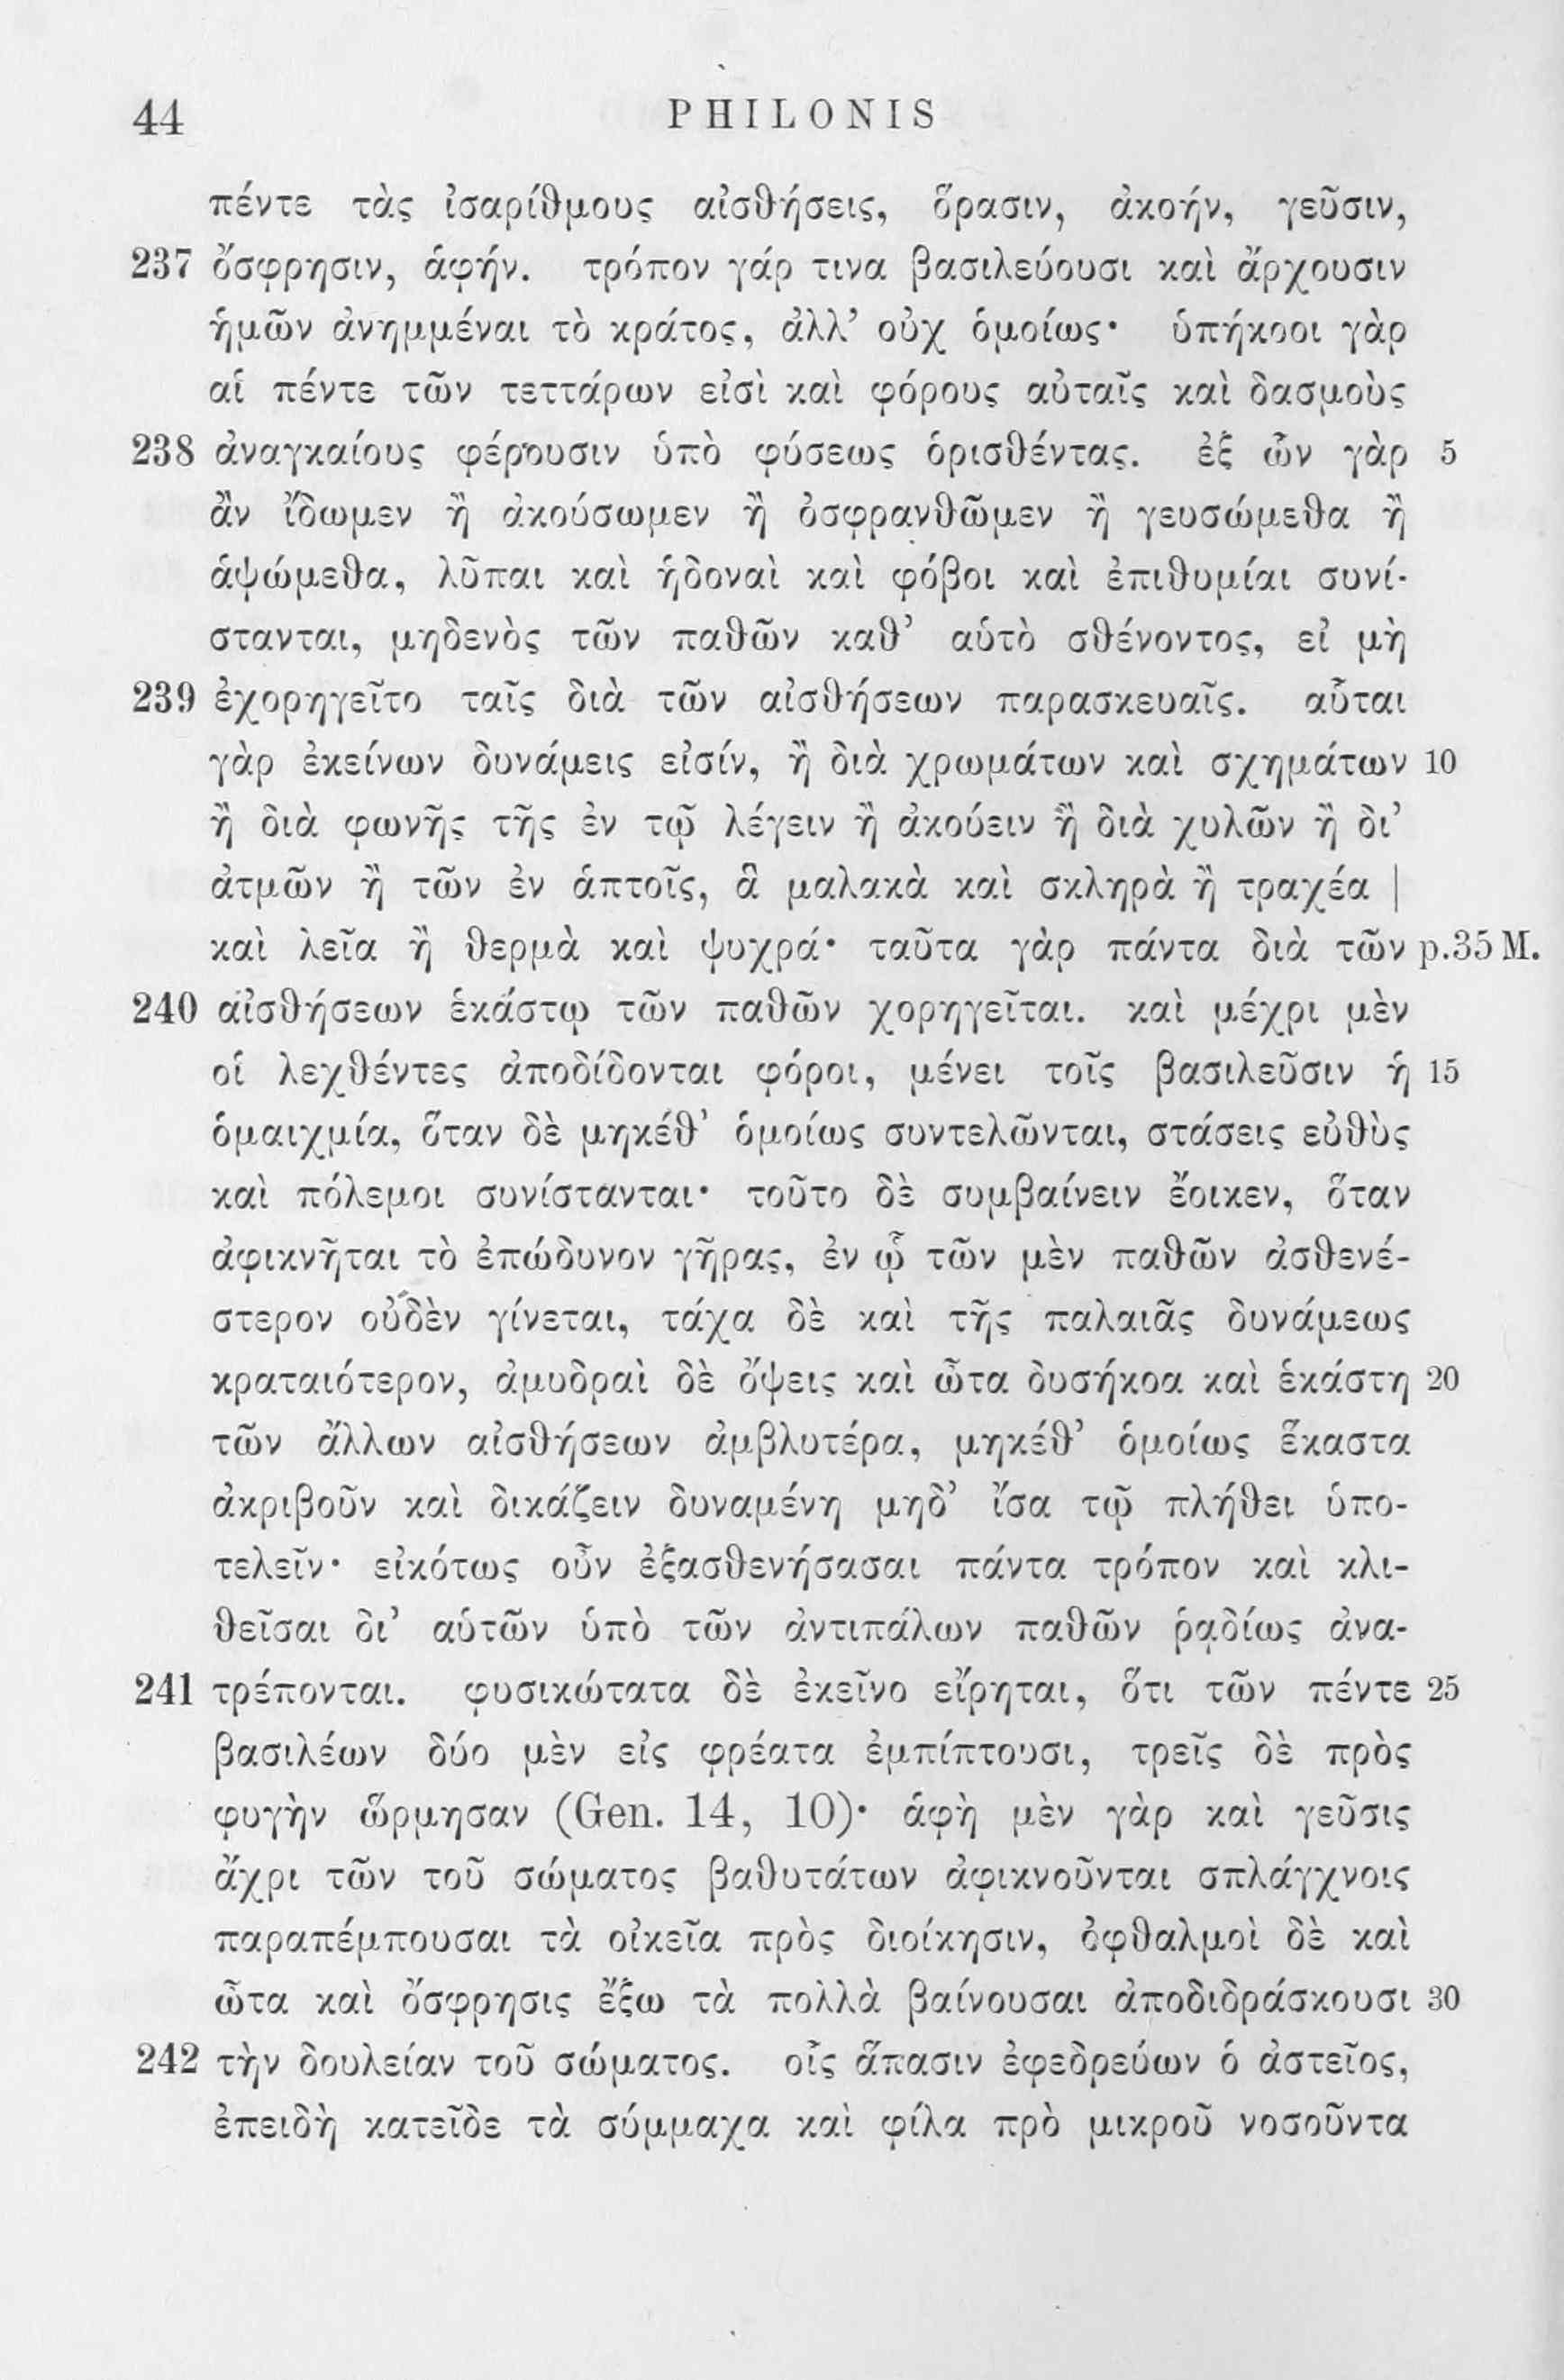 44 PHILONIS
πέντε τὰς ἰσαρίθμους αἰσθήσεις, ὅρασιν, ἀκοήν, γεῦσιν,
237 ὄσφρησιν, ἁφήν. τρόπον γάρ τινα βασιλεύουσι καὶ ἄρχουσιν
ἡμῶν ἀνημμέναι τὸ κράτος, ἀλλ’ οὐχ ὁμοίως· ὑπήκοοι γὰρ
αἱ πέντε τῶν τεττάρων εἰσὶ καὶ φόρους αὐταῖς καὶ δασμοὺς
238 ἀναγκαίους φέρουσιν ὑπὸ φύσεως ὁρισθέντας. ἐξ ὧν γὰρ 5
ἂν ἴδωμεν ἢ ἀκούσωμεν ἢ ὀσφρανθῶμεν ἢ γευσώμεθα ἢ
ἁψώμεθα, λῦπαι καὶ ἡδοναὶ καὶ φόβοι καὶ ἐπιθυμίαι συνί-
στανται, μηδενὸς τῶν παθῶν καθ’ αὑτὸ σθένοντος, εἰ μὴ
239 ἐχορηγεῖτο ταῖς διὰ τῶν αἰσθήσεων παρασκευαῖς. αὗται
γὰρ ἐκείνων δυνάμεις εἰσίν, ἢ διὰ χρωμάτων καὶ σχημάτων 10
ἢ διὰ φωνῆς τῆς ἐν τῷ λέγειν ἢ ἀκούειν ἢ διὰ χυλῶν ἢ δι’
ἀτμῶν ἢ τῶν ἐν ἁπτοῖς, ἃ μαλακὰ καὶ σκληρὰ ἢ τραχέα |
καὶ λεῖα ἢ θερμὰ καὶ ψυχρά· ταῦτα γὰρ πάντα διὰ τῶν p.35 M.
240 αἰσθήσεων ἑκάστῳ τῶν παθῶν χορηγεῖται. καὶ μέχρι μὲν
οἱ λεχθέντες ἀποδίδονται φόροι, μένει τοῖς βασιλεῦσιν ἡ 15
ὁμαιχμία, ὅταν δὲ μηκέθ’ ὁμοίως συντελῶνται, στάσεις εὐθὺς
καὶ πόλεμοι συνίστανται· τοῦτο δὲ συμβαίνειν ἔοικεν, ὅταν
ἀφικνῆται τὸ ἐπώδυνον γῆρας, ἐν ᾧ τῶν μὲν παθῶν ἀσθενέ-
στερον οὐδὲν γίνεται, τάχα δὲ καὶ τῆς παλαιᾶς δυνάμεως
κραταιότερον, ἀμυδραὶ δὲ ὄψεις καὶ ὦτα δυσήκοα καὶ ἑκάστη 20
τῶν ἄλλων αἰσθήσεων ἀμβλυτέρα, μηκέθ’ ὁμοίως ἕκαστα
ἀκριβοῦν καὶ δικάζειν δυναμένη μηδ’ ἴσα τῷ πλήθει ὑπο-
τελεῖν· εἰκότως οὖν ἐξασθενήσασαι πάντα τρόπον καὶ κλι-
θεῖσαι δι’ αὑτῶν ὑπὸ τῶν ἀντιπάλων παθῶν ῥᾳδίως ἀνα-
241 τρέπονται. φυσικώτατα δὲ ἐκεῖνο εἴρηται, ὅτι τῶν πέντε 25
βασιλέων δύο μὲν εἰς φρέατα ἐμπίπτουσι, τρεῖς δὲ πρὸς
φυγὴν ὥρμησαν (Gen. 14, 10)· ἁφὴ μὲν γὰρ καὶ γεῦσις
ἄχρι τῶν τοῦ σώματος βαθυτάτων ἀφικνοῦνται σπλάγχνοις
παραπέμπουσαι τὰ οἰκεῖα πρὸς διοίκησιν, ὀφθαλμοὶ δὲ καὶ
ὦτα καὶ ὄσφρησις ἔξω τὰ πολλὰ βαίνουσαι ἀποδιδράσκουσι 30
242 τὴν δουλείαν τοῦ σώματος. οἷς ἅπασιν ἐφεδρεύων ὁ ἀστεῖος,
ἐπειδὴ κατεῖδε τὰ σύμμαχα καὶ φίλα πρὸ μικροῦ νοσοῦντα